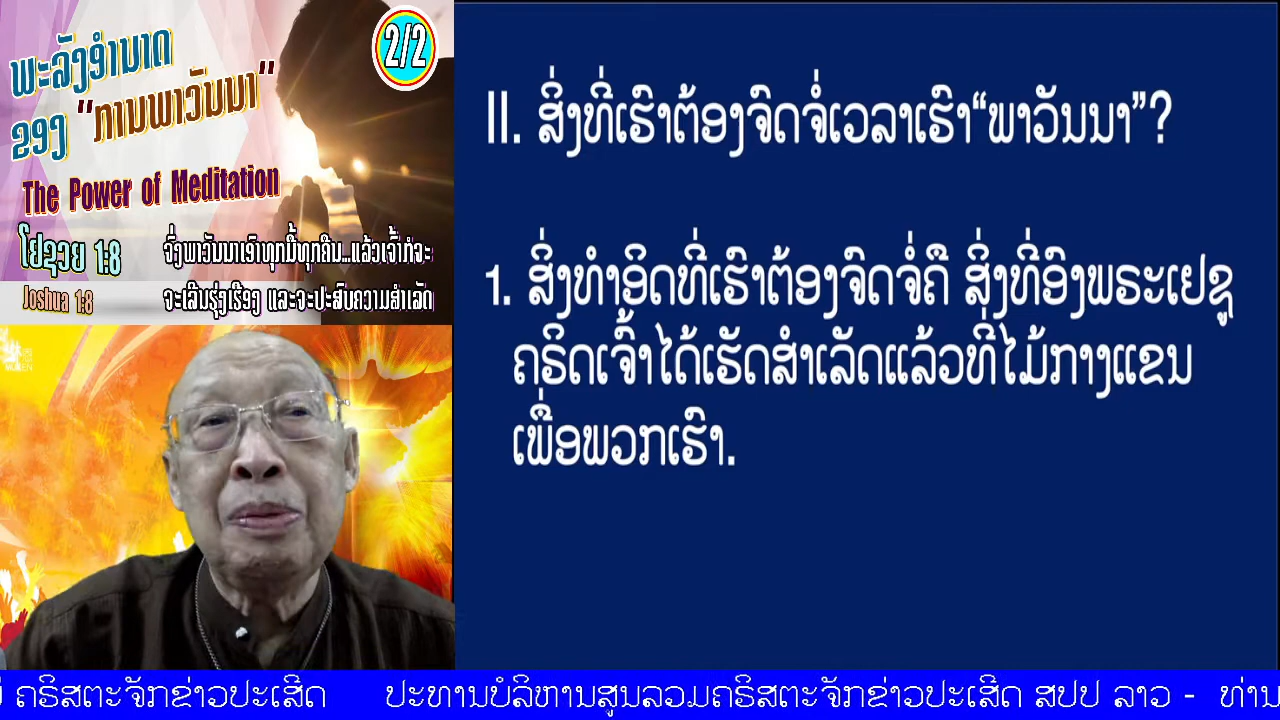 ພະລັງອຳນາດ
ຂອງ "ການພາວັນນາ"
2/2
The Power of Meditation
ໂຢຊວຍ 1:8
Joshua 1:8
ຈົ່ງພາວັນນາເອົາທຸກມື້ທຸກຄືນ...ແລ້ວເຈົ້າກໍຈະ
ຈະເລີນຮຸ່ງເຮືອງ ແລະຈະປະສົບຄວາມສຳເລັດ
II. ສິ່ງທີ່ເຮົາຕ້ອງຈົດຈໍ່ເວລາເຮົາ“ພາວັນນາ”?
1. ສິ່ງທຳອິດທີ່ເຮົາຕ້ອງຈົດຈໍ່ຄື ສິ່ງທີ່ອົງພຣະເຢຊູ
ຄຣິດເຈົ້າໄດ້ເຮັດສຳເລັດແລ້ວທີ່ໄມ້ກາງແຂນ
ເພື່ອພວກເຮົາ.
ຄຣິສຕະຈັກຂ່າວປະເສີດ ປະທານບໍລິຫານສູນລວມຄຣິສຕະຈັກຂ່າວປະເສີດ ສປປ ລາວ - ທ່ານ